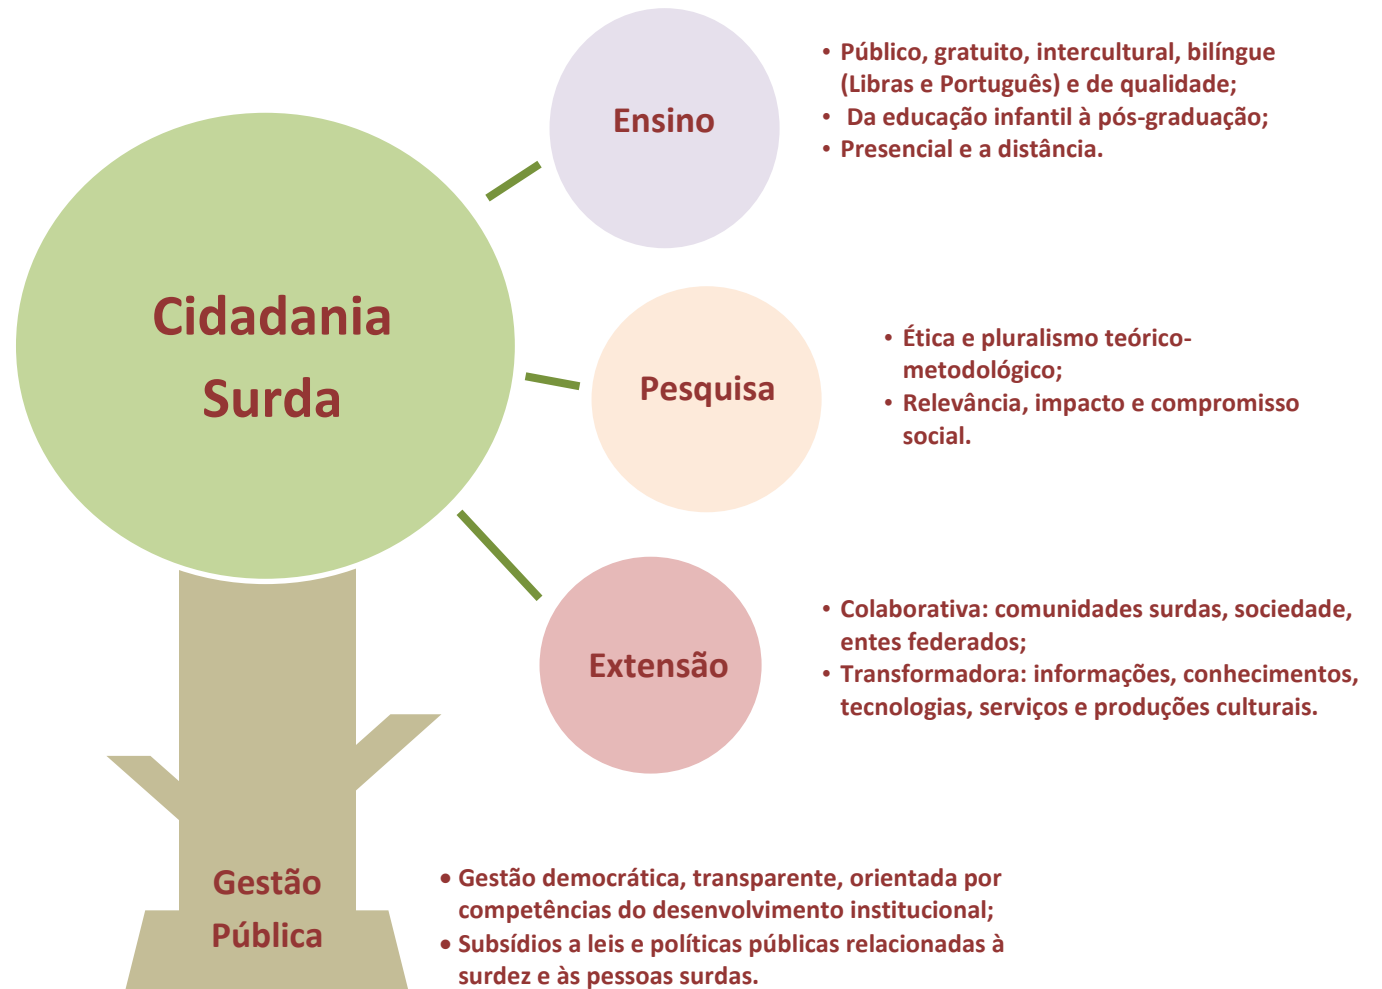 Cidadania
Surda
Ensino
• Público, gratuito, intercultural, bilíngue
(Libras e Português) e de qualidade;
• Da educação infantil à pós-graduação;
• Presencial e a distância.
Pesquisa
• Ética e pluralismo teórico-
metodológico;
• Relevância, impacto e compromisso
social.
Extensão
• Colaborativa: comunidades surdas, sociedade,
entes federados;
• Transformadora: informações, conhecimentos,
tecnologias, serviços e produções culturais.
Gestão
Pública
• Gestão democrática, transparente, orientada por
competências do desenvolvimento institucional;
• Subsídios a leis e políticas públicas relacionadas à
surdez e às pessoas surdas.